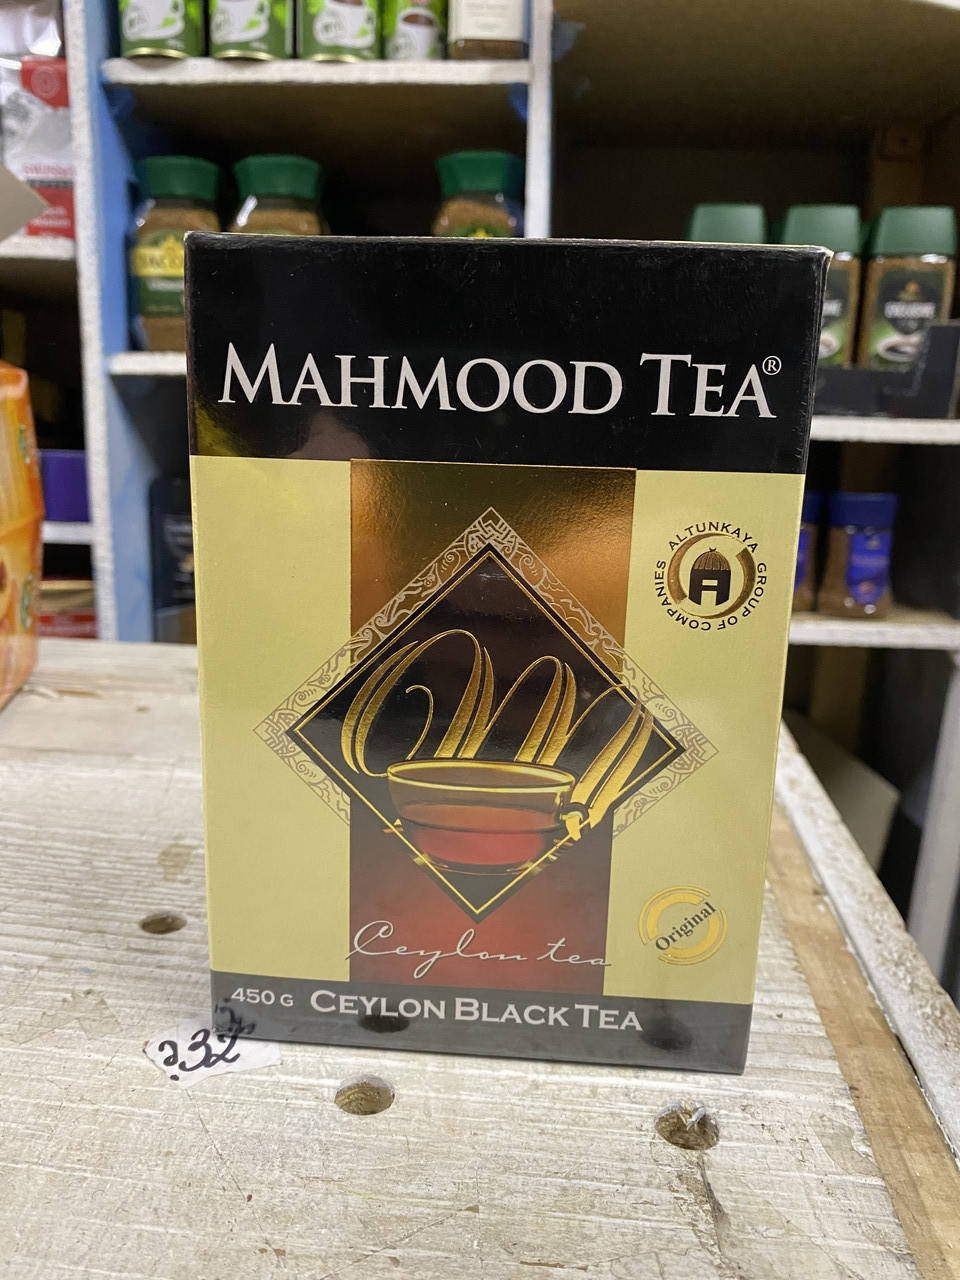 MAHMOOD TEA®
ALTUNKAYA GROUP OF COMPANIES
A
Original
Ceylon tea
450 G CEYLON BLACK TEA
232